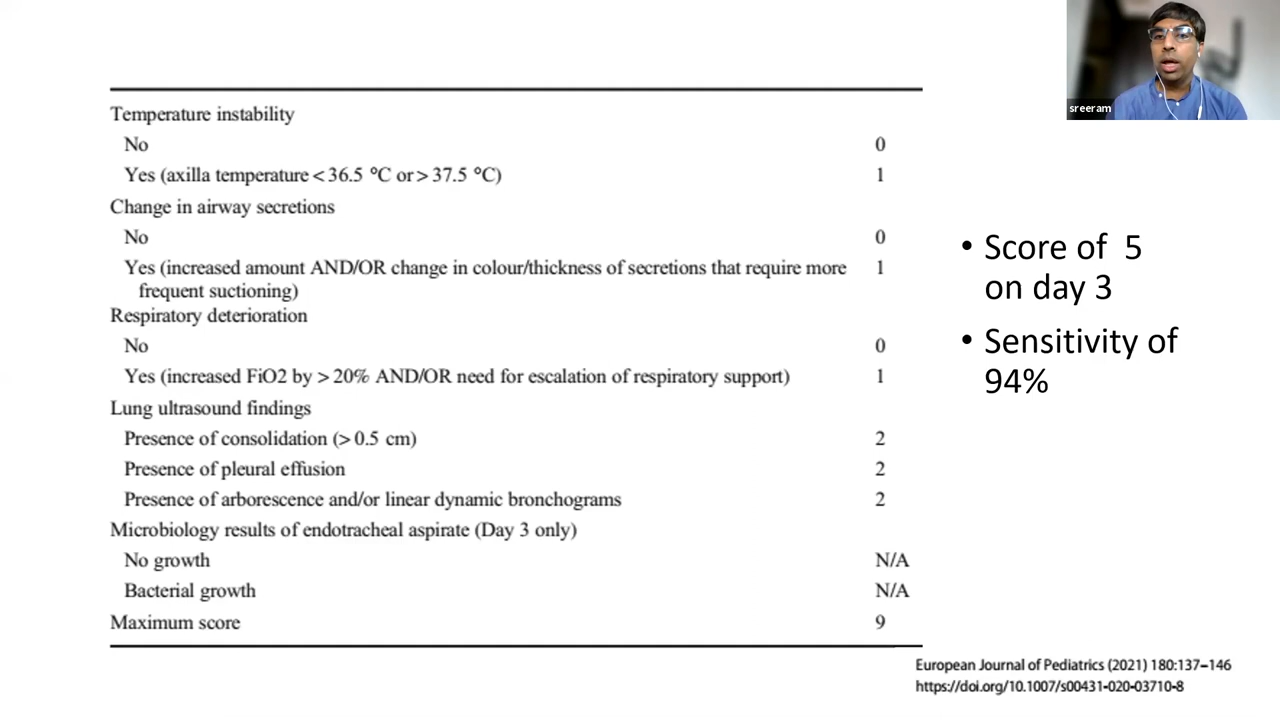 sreeram
Temperature instability
No 0
Yes (axilla temperature < 36.5 °C or > 37.5 °C) 1
Change in airway secretions
No 0
Yes (increased amount AND/OR change in colour/thickness of secretions that require more 1
frequent suctioning)
Respiratory deterioration
No 0
Yes (increased FiO2 by > 20% AND/OR need for escalation of respiratory support) 1
Lung ultrasound findings
Presence of consolidation (> 0.5 cm) 2
Presence of pleural effusion 2
Presence of arborescence and/or linear dynamic bronchograms 2
Microbiology results of endotracheal aspirate (Day 3 only)
No growth N/A
Bacterial growth N/A
Maximum score 9
• Score of 5
on day 3
• Sensitivity of
94%
European Journal of Pediatrics (2021) 180:137–146
https://doi.org/10.1007/s00431-020-03710-8